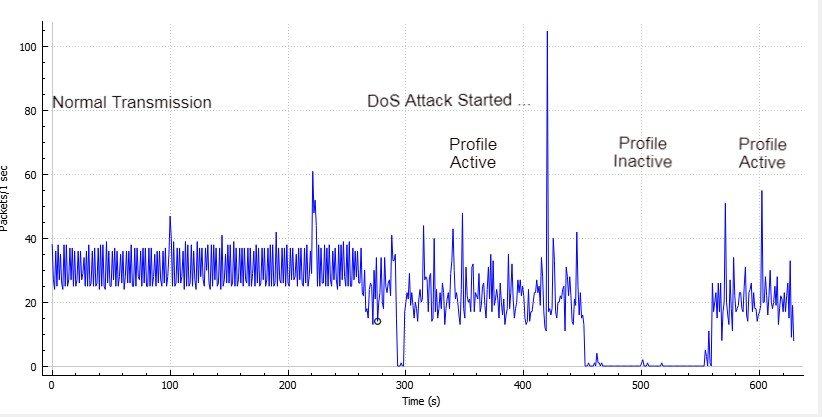 100
80
60
40
20
0
Packets/1 sec
Normal Transmission
DoS Attack Started ...
Profile
Active
Profile
Inactive
Profile
Active
0
100
200
300
400
500
600
Time (s)